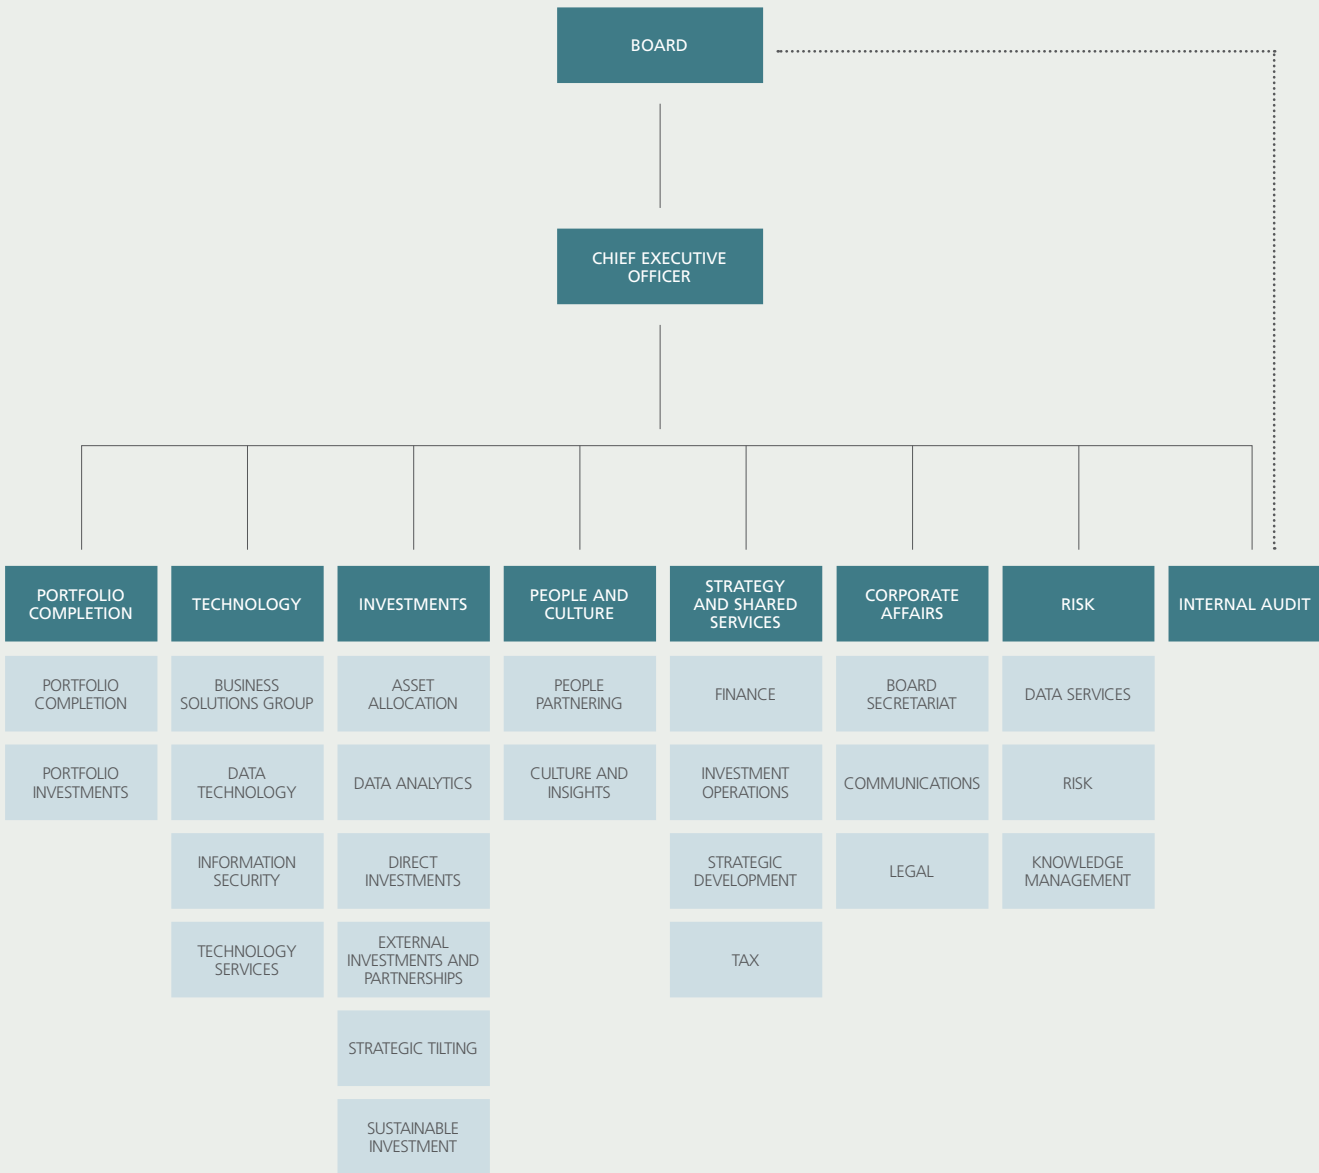 BOARD
CHIEF EXECUTIVE
OFFICER
PORTFOLIO
COMPLETION
TECHNOLOGY
INVESTMENTS
PEOPLE AND
CULTURE
STRATEGY
AND SHARED
SERVICES
CORPORATE
AFFAIRS
RISK
INTERNAL AUDIT
PORTFOLIO
COMPLETION
BUSINESS
SOLUTIONS GROUP
ASSET
ALLOCATION
PEOPLE
PARTNERING
FINANCE
BOARD
SECRETARIAT
DATA SERVICES
PORTFOLIO
INVESTMENTS
DATA
TECHNOLOGY
DATA ANALYTICS
CULTURE AND
INSIGHTS
INVESTMENT
OPERATIONS
COMMUNICATIONS
RISK
INFORMATION
SECURITY
DIRECT
INVESTMENTS
STRATEGIC
DEVELOPMENT
LEGAL
KNOWLEDGE
MANAGEMENT
TECHNOLOGY
SERVICES
EXTERNAL
INVESTMENTS AND
PARTNERSHIPS
TAX
STRATEGIC TILTING
SUSTAINABLE
INVESTMENT